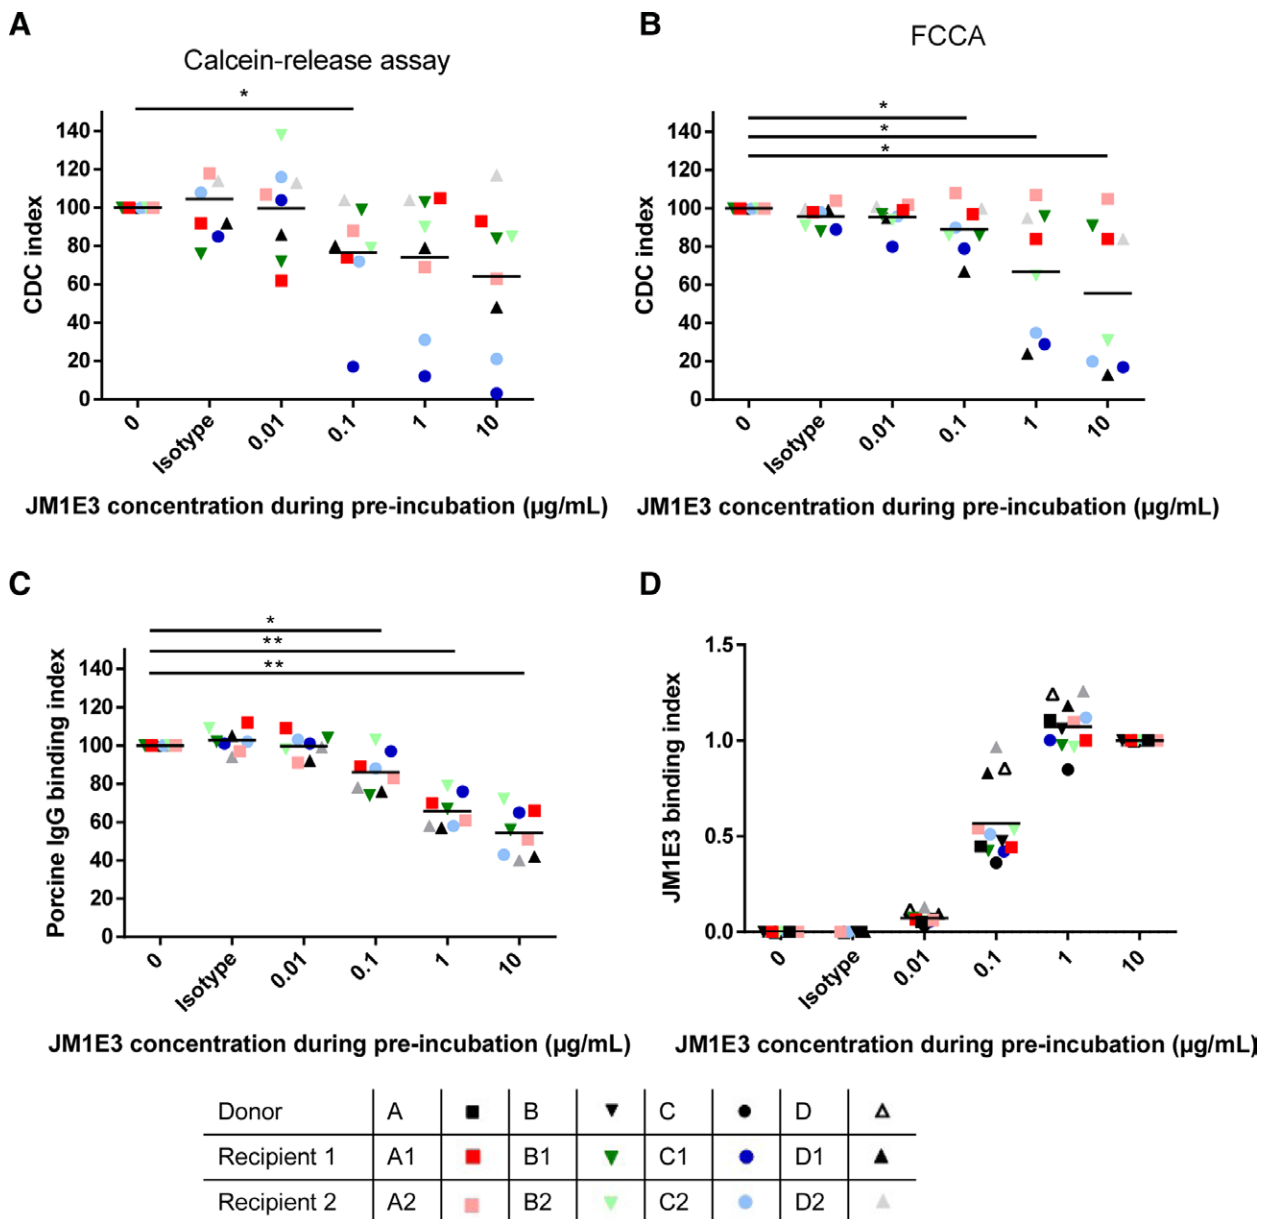 A
Calcein-release assay
*
CDC index
140
120
100
80
60
40
20
0
0 Isotype 0.01 0.1 1 10
JM1E3 concentration during pre-incubation (µg/mL)
B
FCCA
*
*
*
CDC index
140
120
100
80
60
40
20
0
0 Isotype 0.01 0.1 1 10
JM1E3 concentration during pre-incubation (µg/mL)
C
*
**
**
Porcine IgG binding index
140
120
100
80
60
40
20
0
0 Isotype 0.01 0.1 1 10
JM1E3 concentration during pre-incubation (µg/mL)
D
JM1E3 binding index
1.5
1.0
0.5
0.0
0 Isotype 0.01 0.1 1 10
JM1E3 concentration during pre-incubation (µg/mL)
Donor A B C D
Recipient 1 A1 B1 C1 D1
Recipient 2 A2 B2 C2 D2